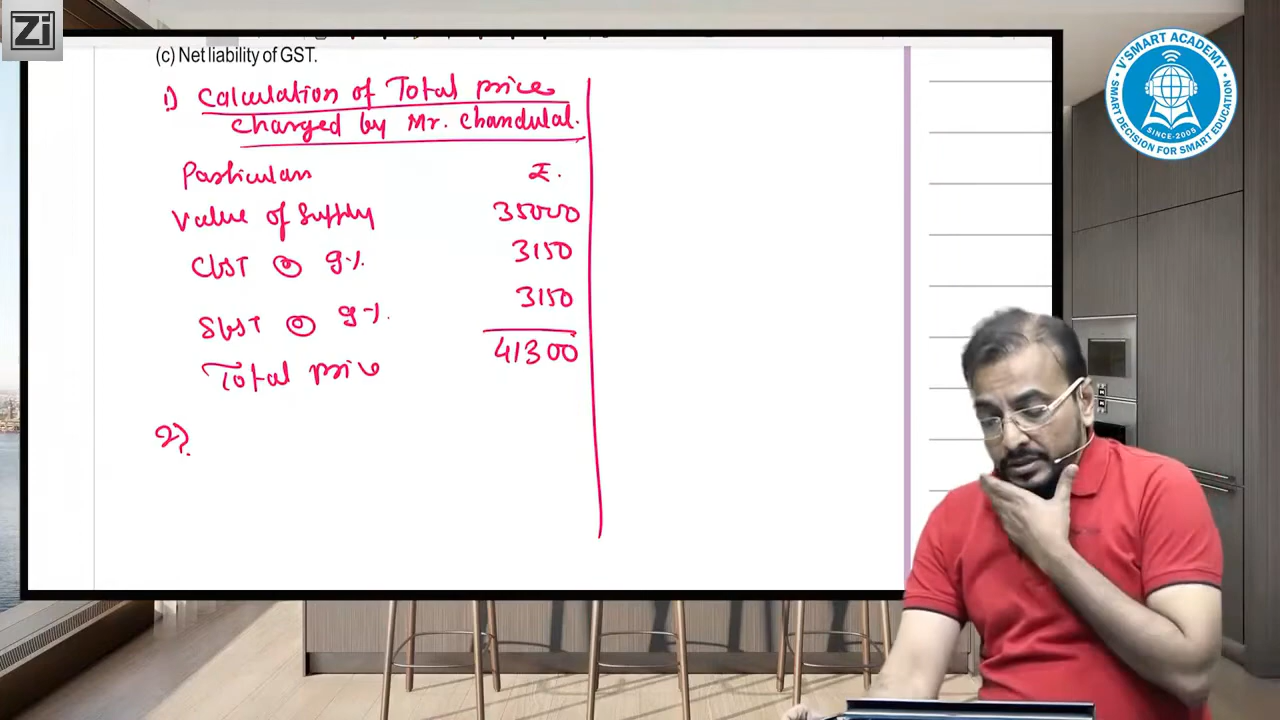 Zi
(c) Net liability of GST.
1) Calculation of Total price
charged by Mr. Chandulal.
Particulars ₹.
Value of Supply 35000
CGST @ 9%. 3150
SGST @ 9%. 3150
Total price 41300
2).
V'SMART ACADEMY
SINCE-2009
SMART DECISION FOR SMART EDUCATION